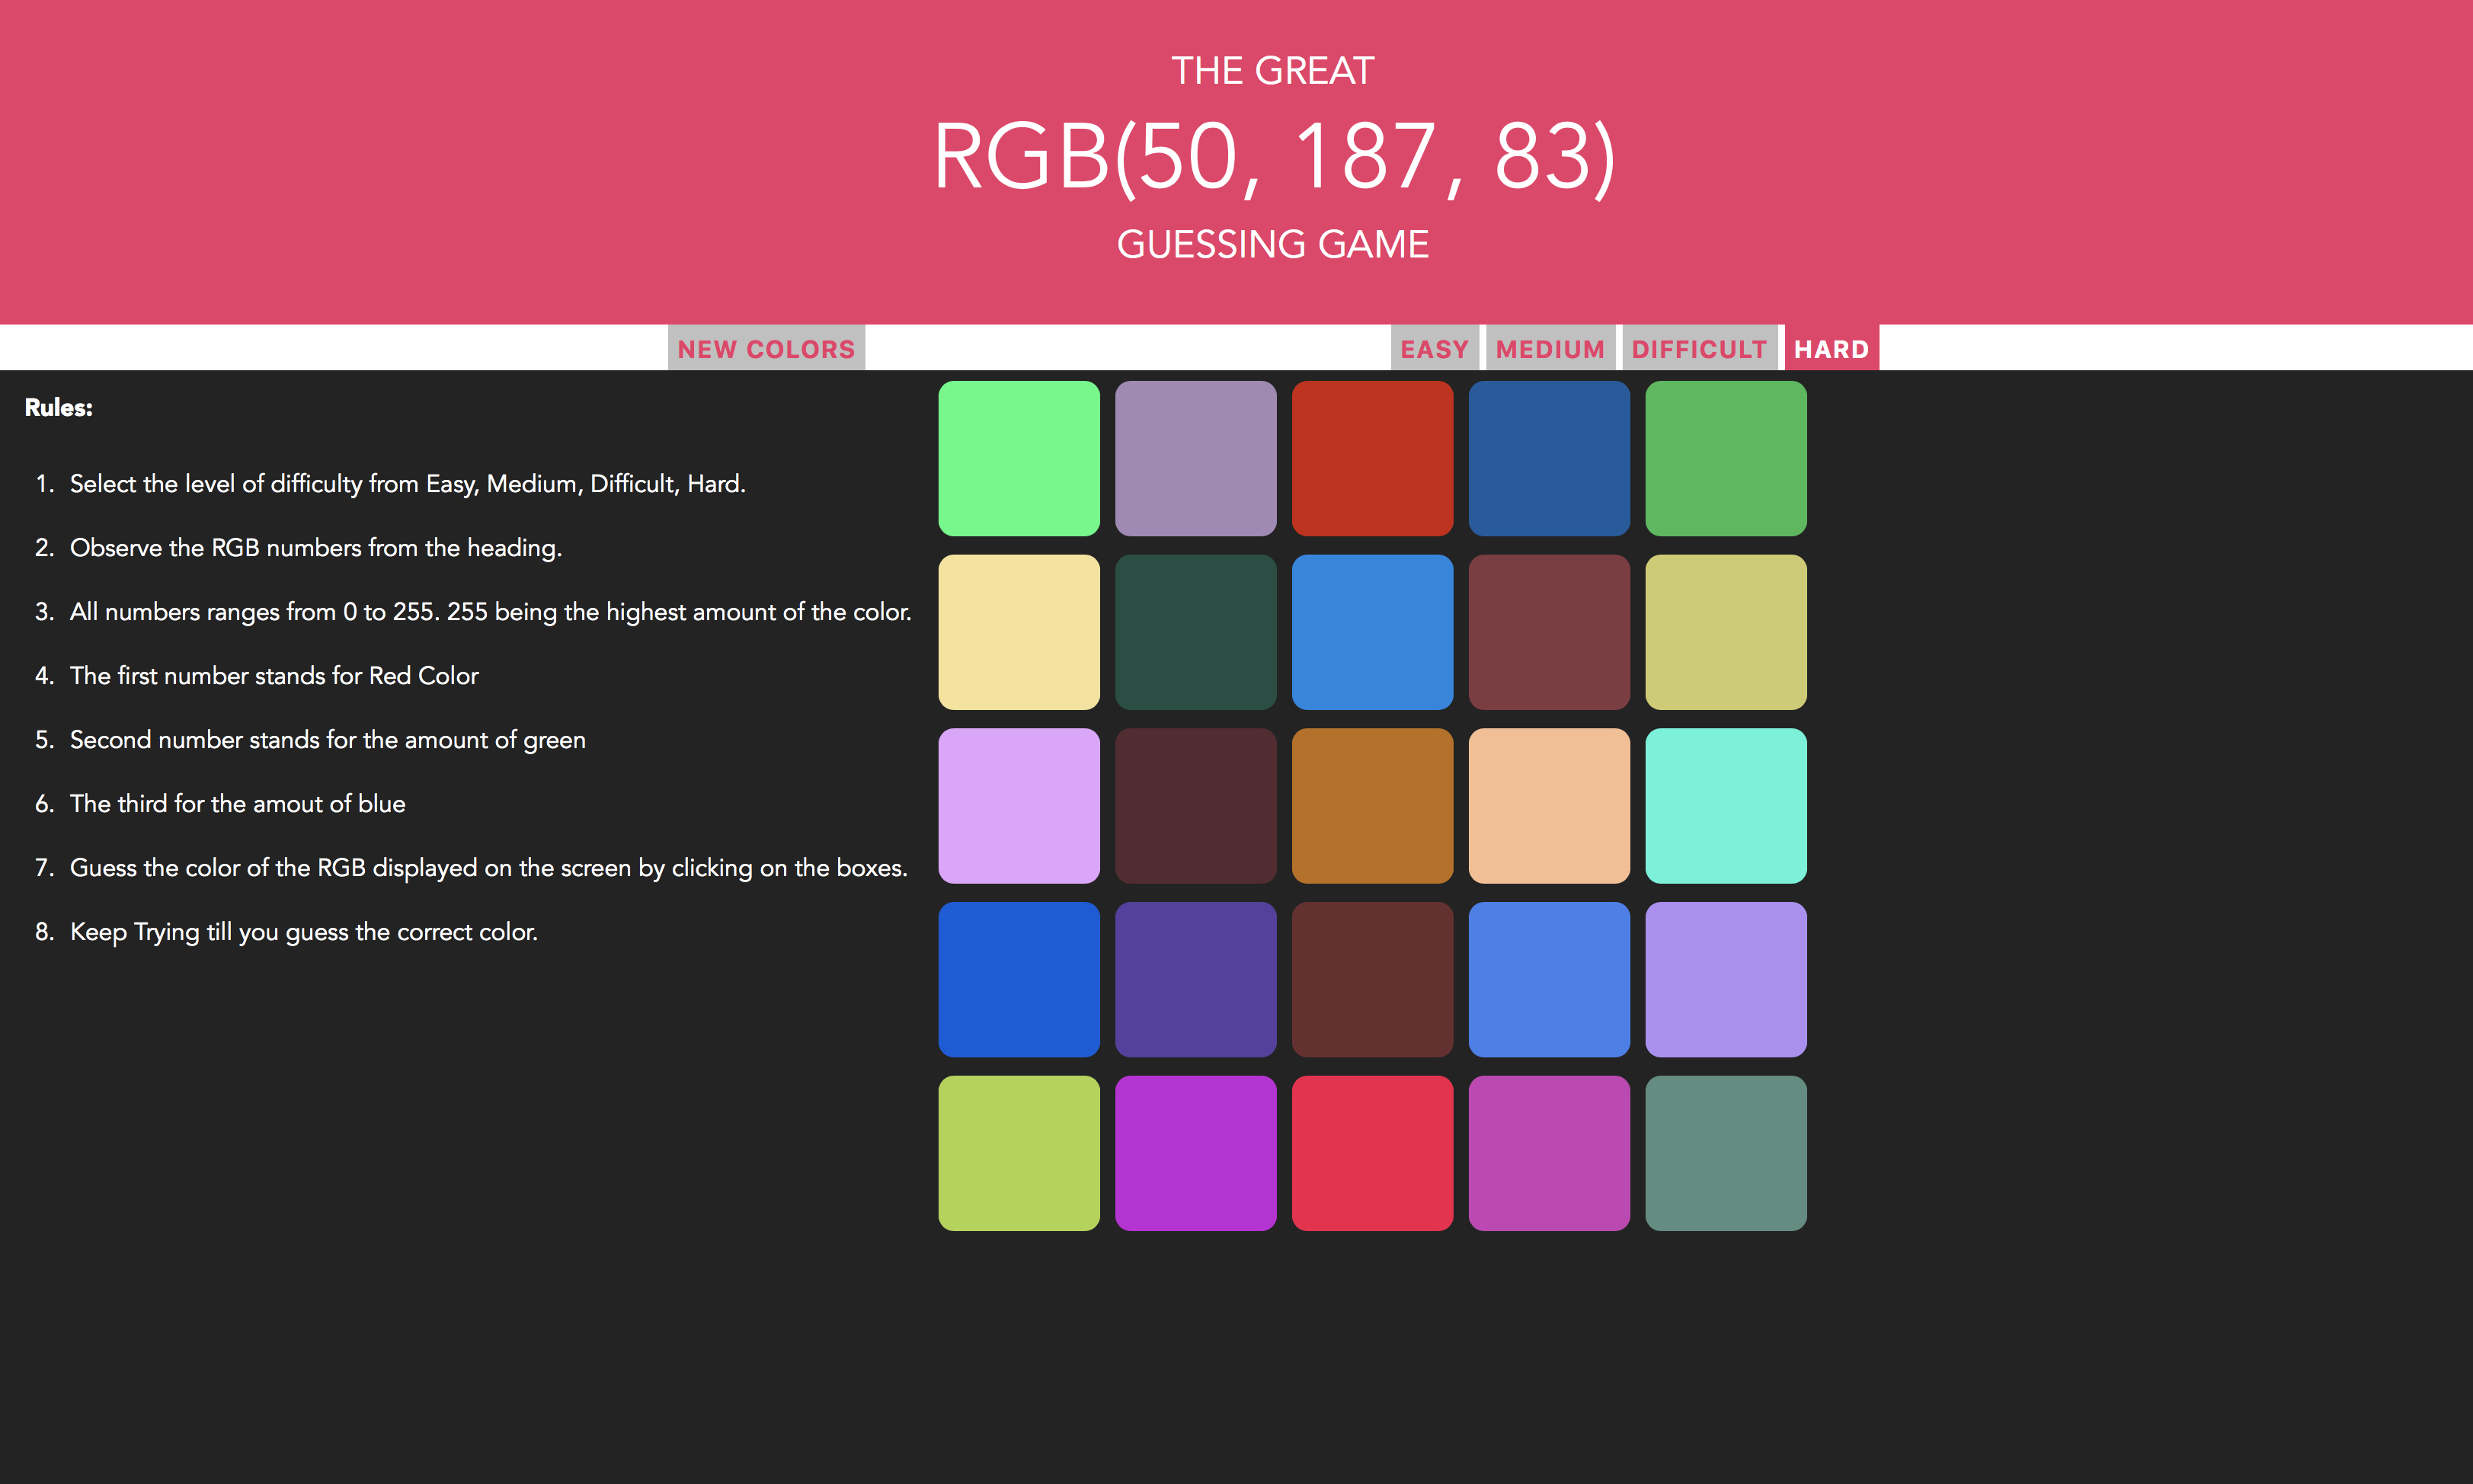 THE GREAT
RGB(50, 187, 83)
GUESSING GAME
NEW COLORS
EASY MEDIUM DIFFICULT HARD
Rules:
1. Select the level of difficulty from Easy, Medium, Difficult, Hard.
2. Observe the RGB numbers from the heading.
3. All numbers ranges from 0 to 255. 255 being the highest amount of the color.
4. The first number stands for Red Color
5. Second number stands for the amount of green
6. The third for the amout of blue
7. Guess the color of the RGB displayed on the screen by clicking on the boxes.
8. Keep Trying till you guess the correct color.